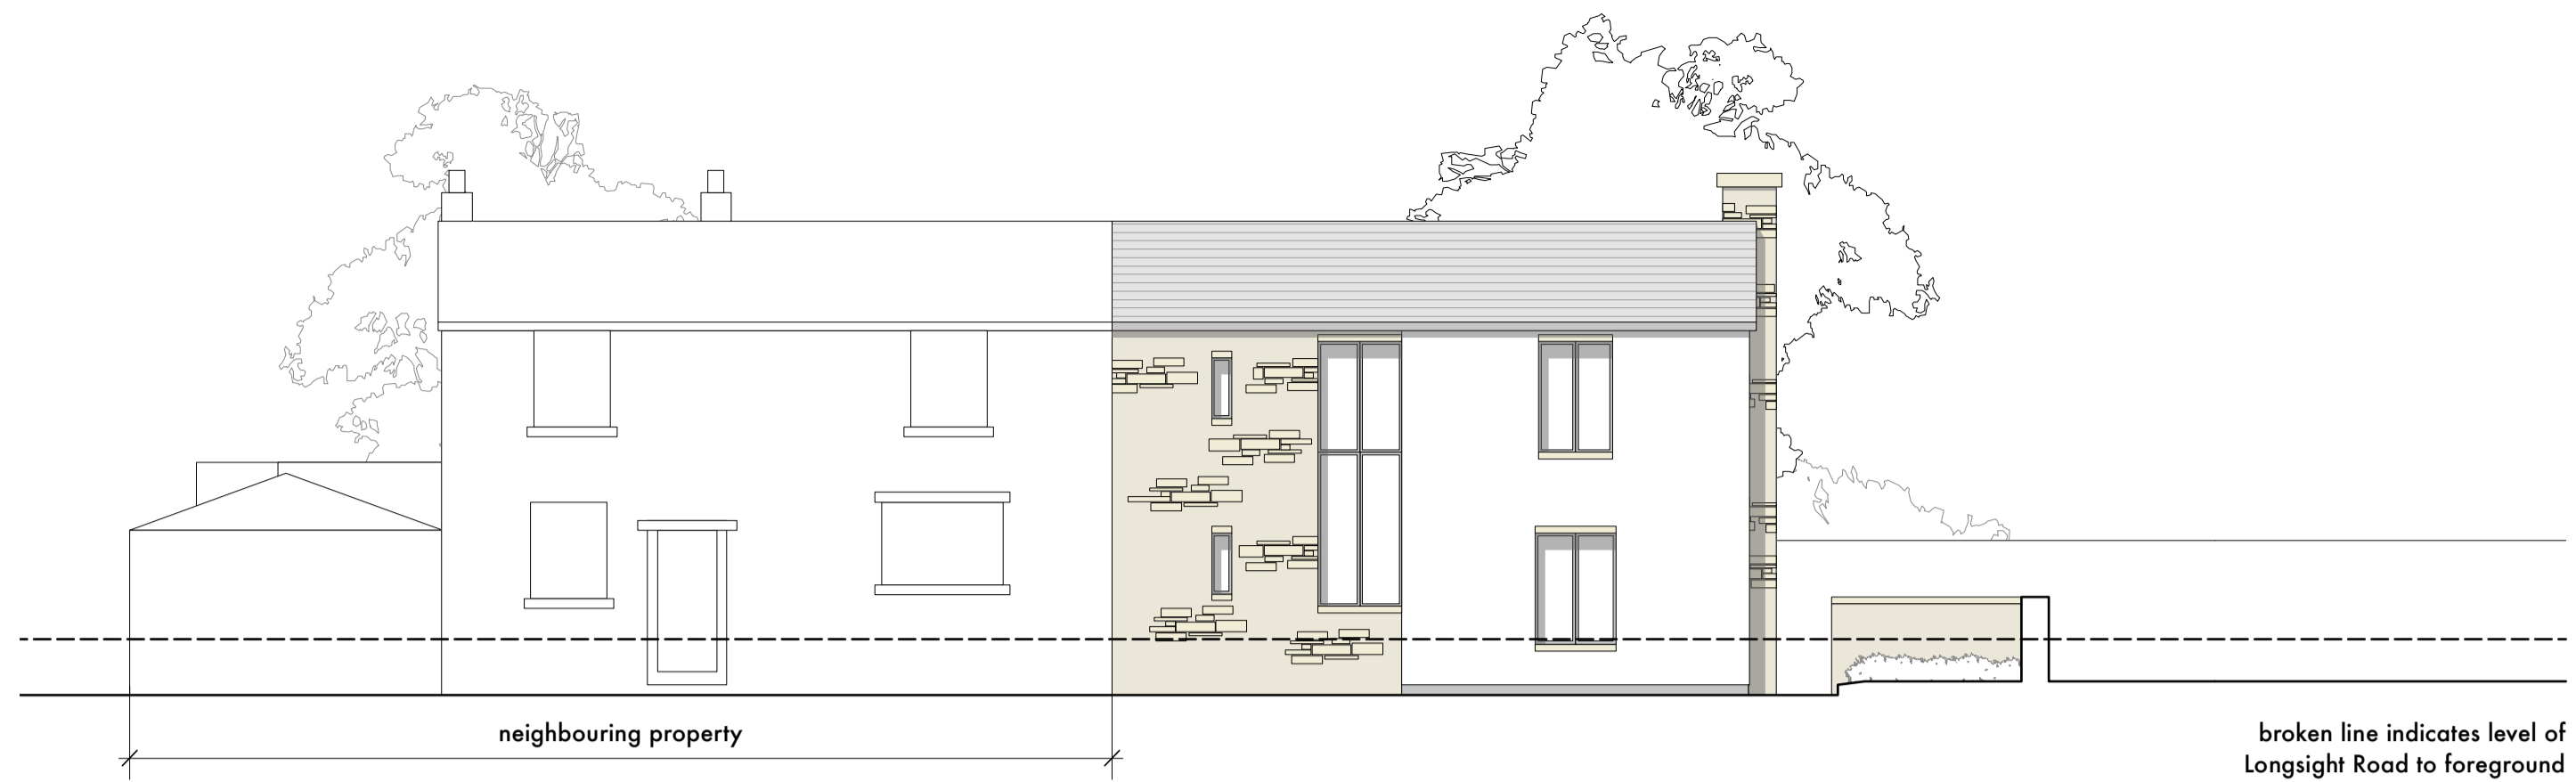 neighbouring property
broken line indicates level of
Longsight Road to foreground